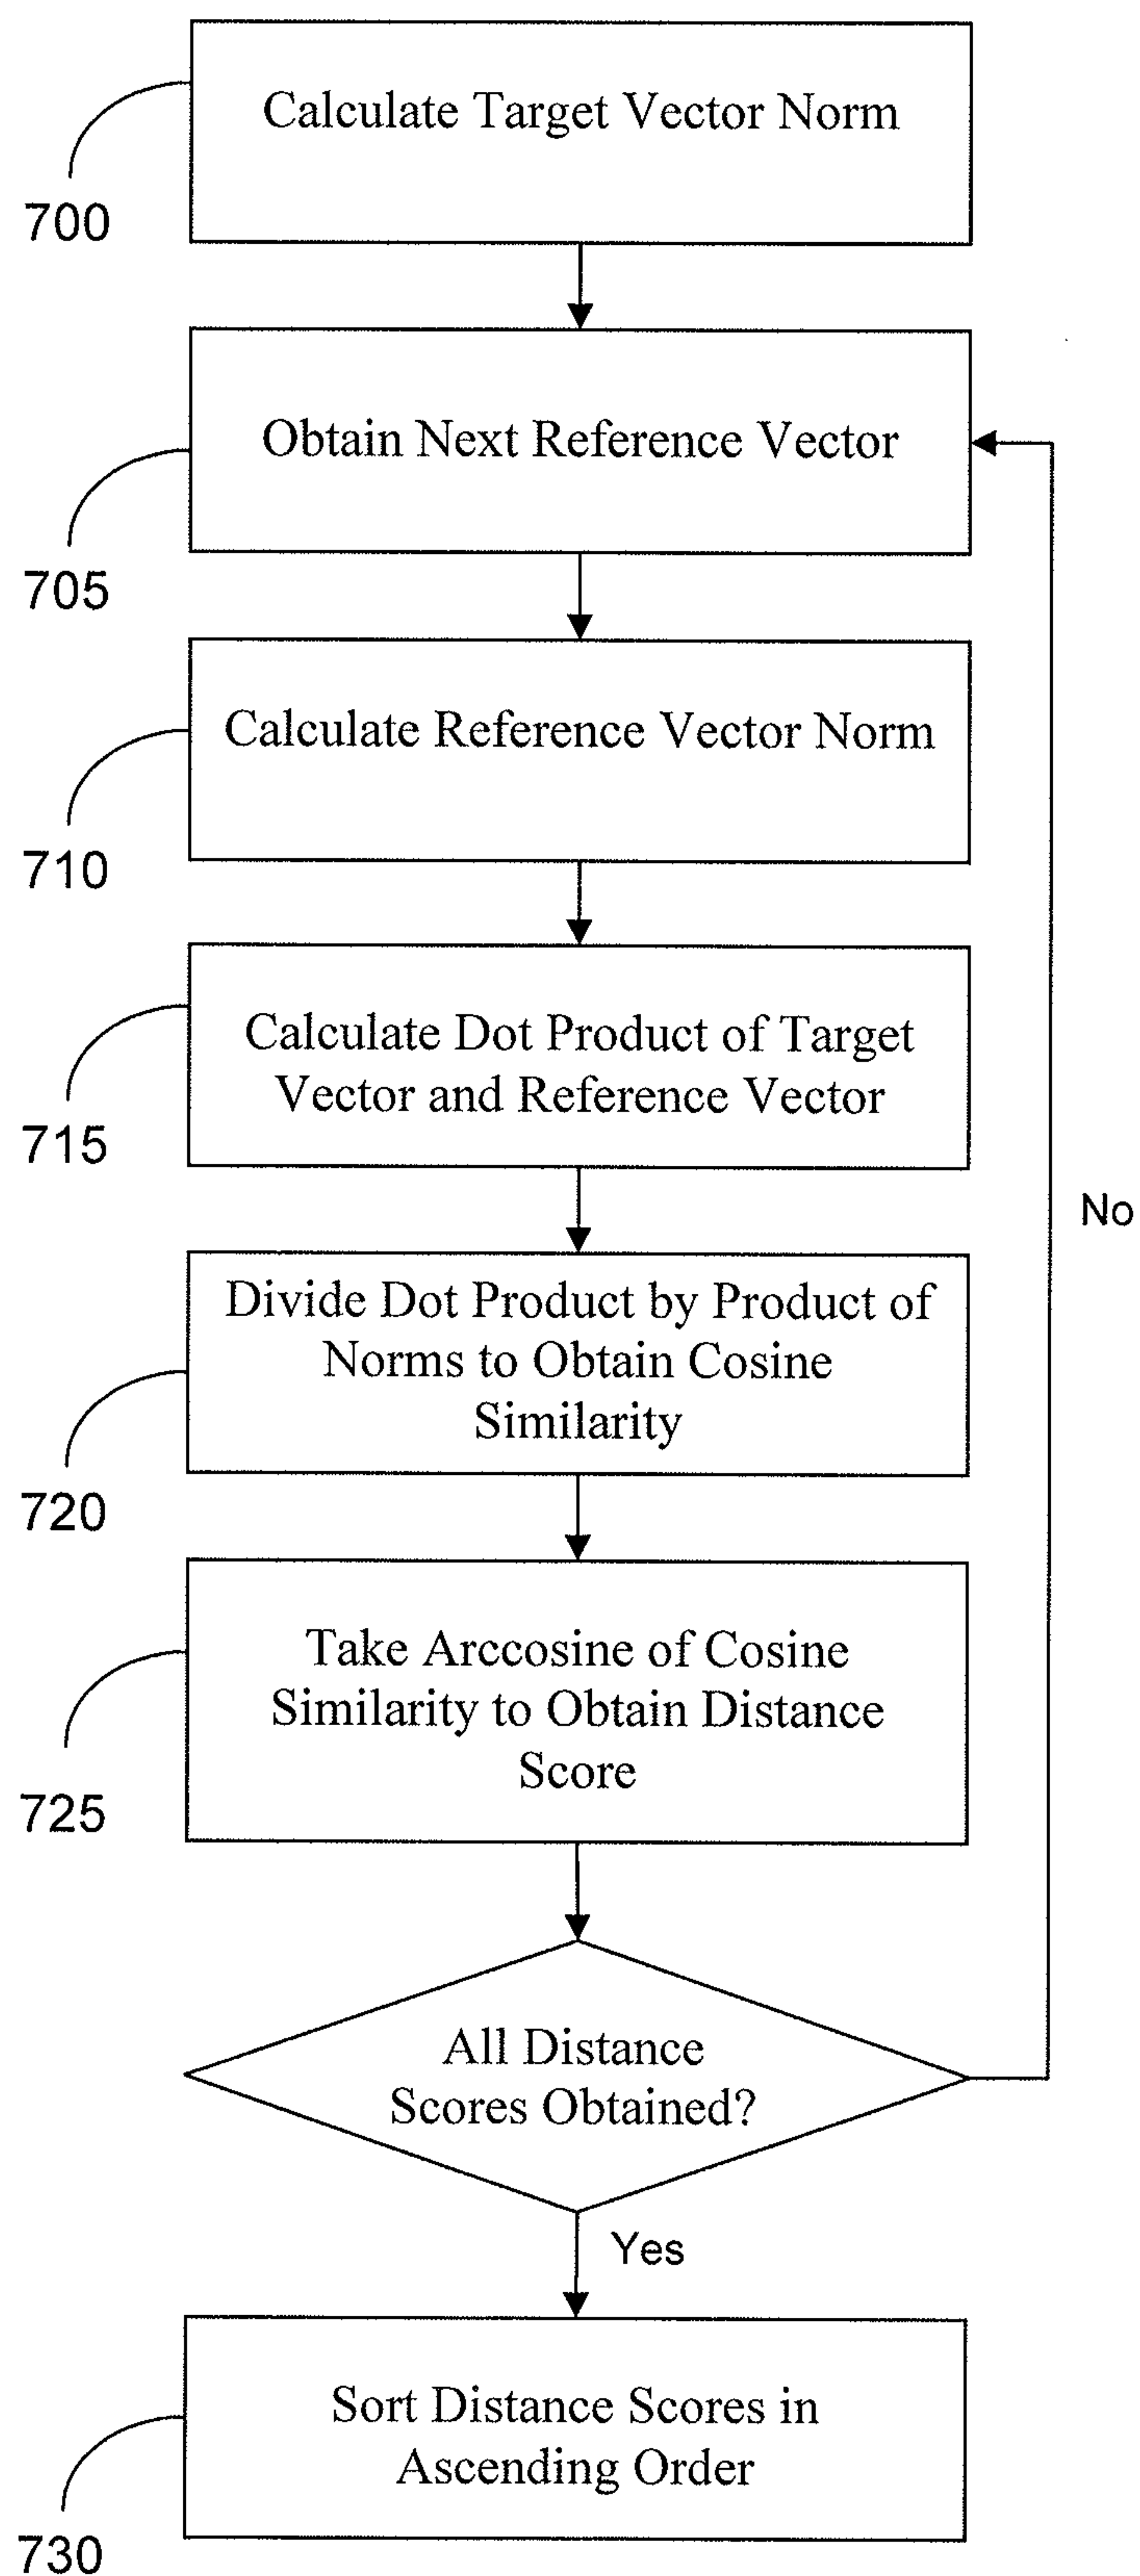 Calculate Target Vector Norm
700
Obtain Next Reference Vector
705
Calculate Reference Vector Norm
710
Calculate Dot Product of Target
Vector and Reference Vector
715
No
Divide Dot Product by Product of
Norms to Obtain Cosine
Similarity
720
Take Arccosine of Cosine
Similarity to Obtain Distance
Score
725
All Distance
Scores Obtained?
Yes
Sort Distance Scores in
Ascending Order
730